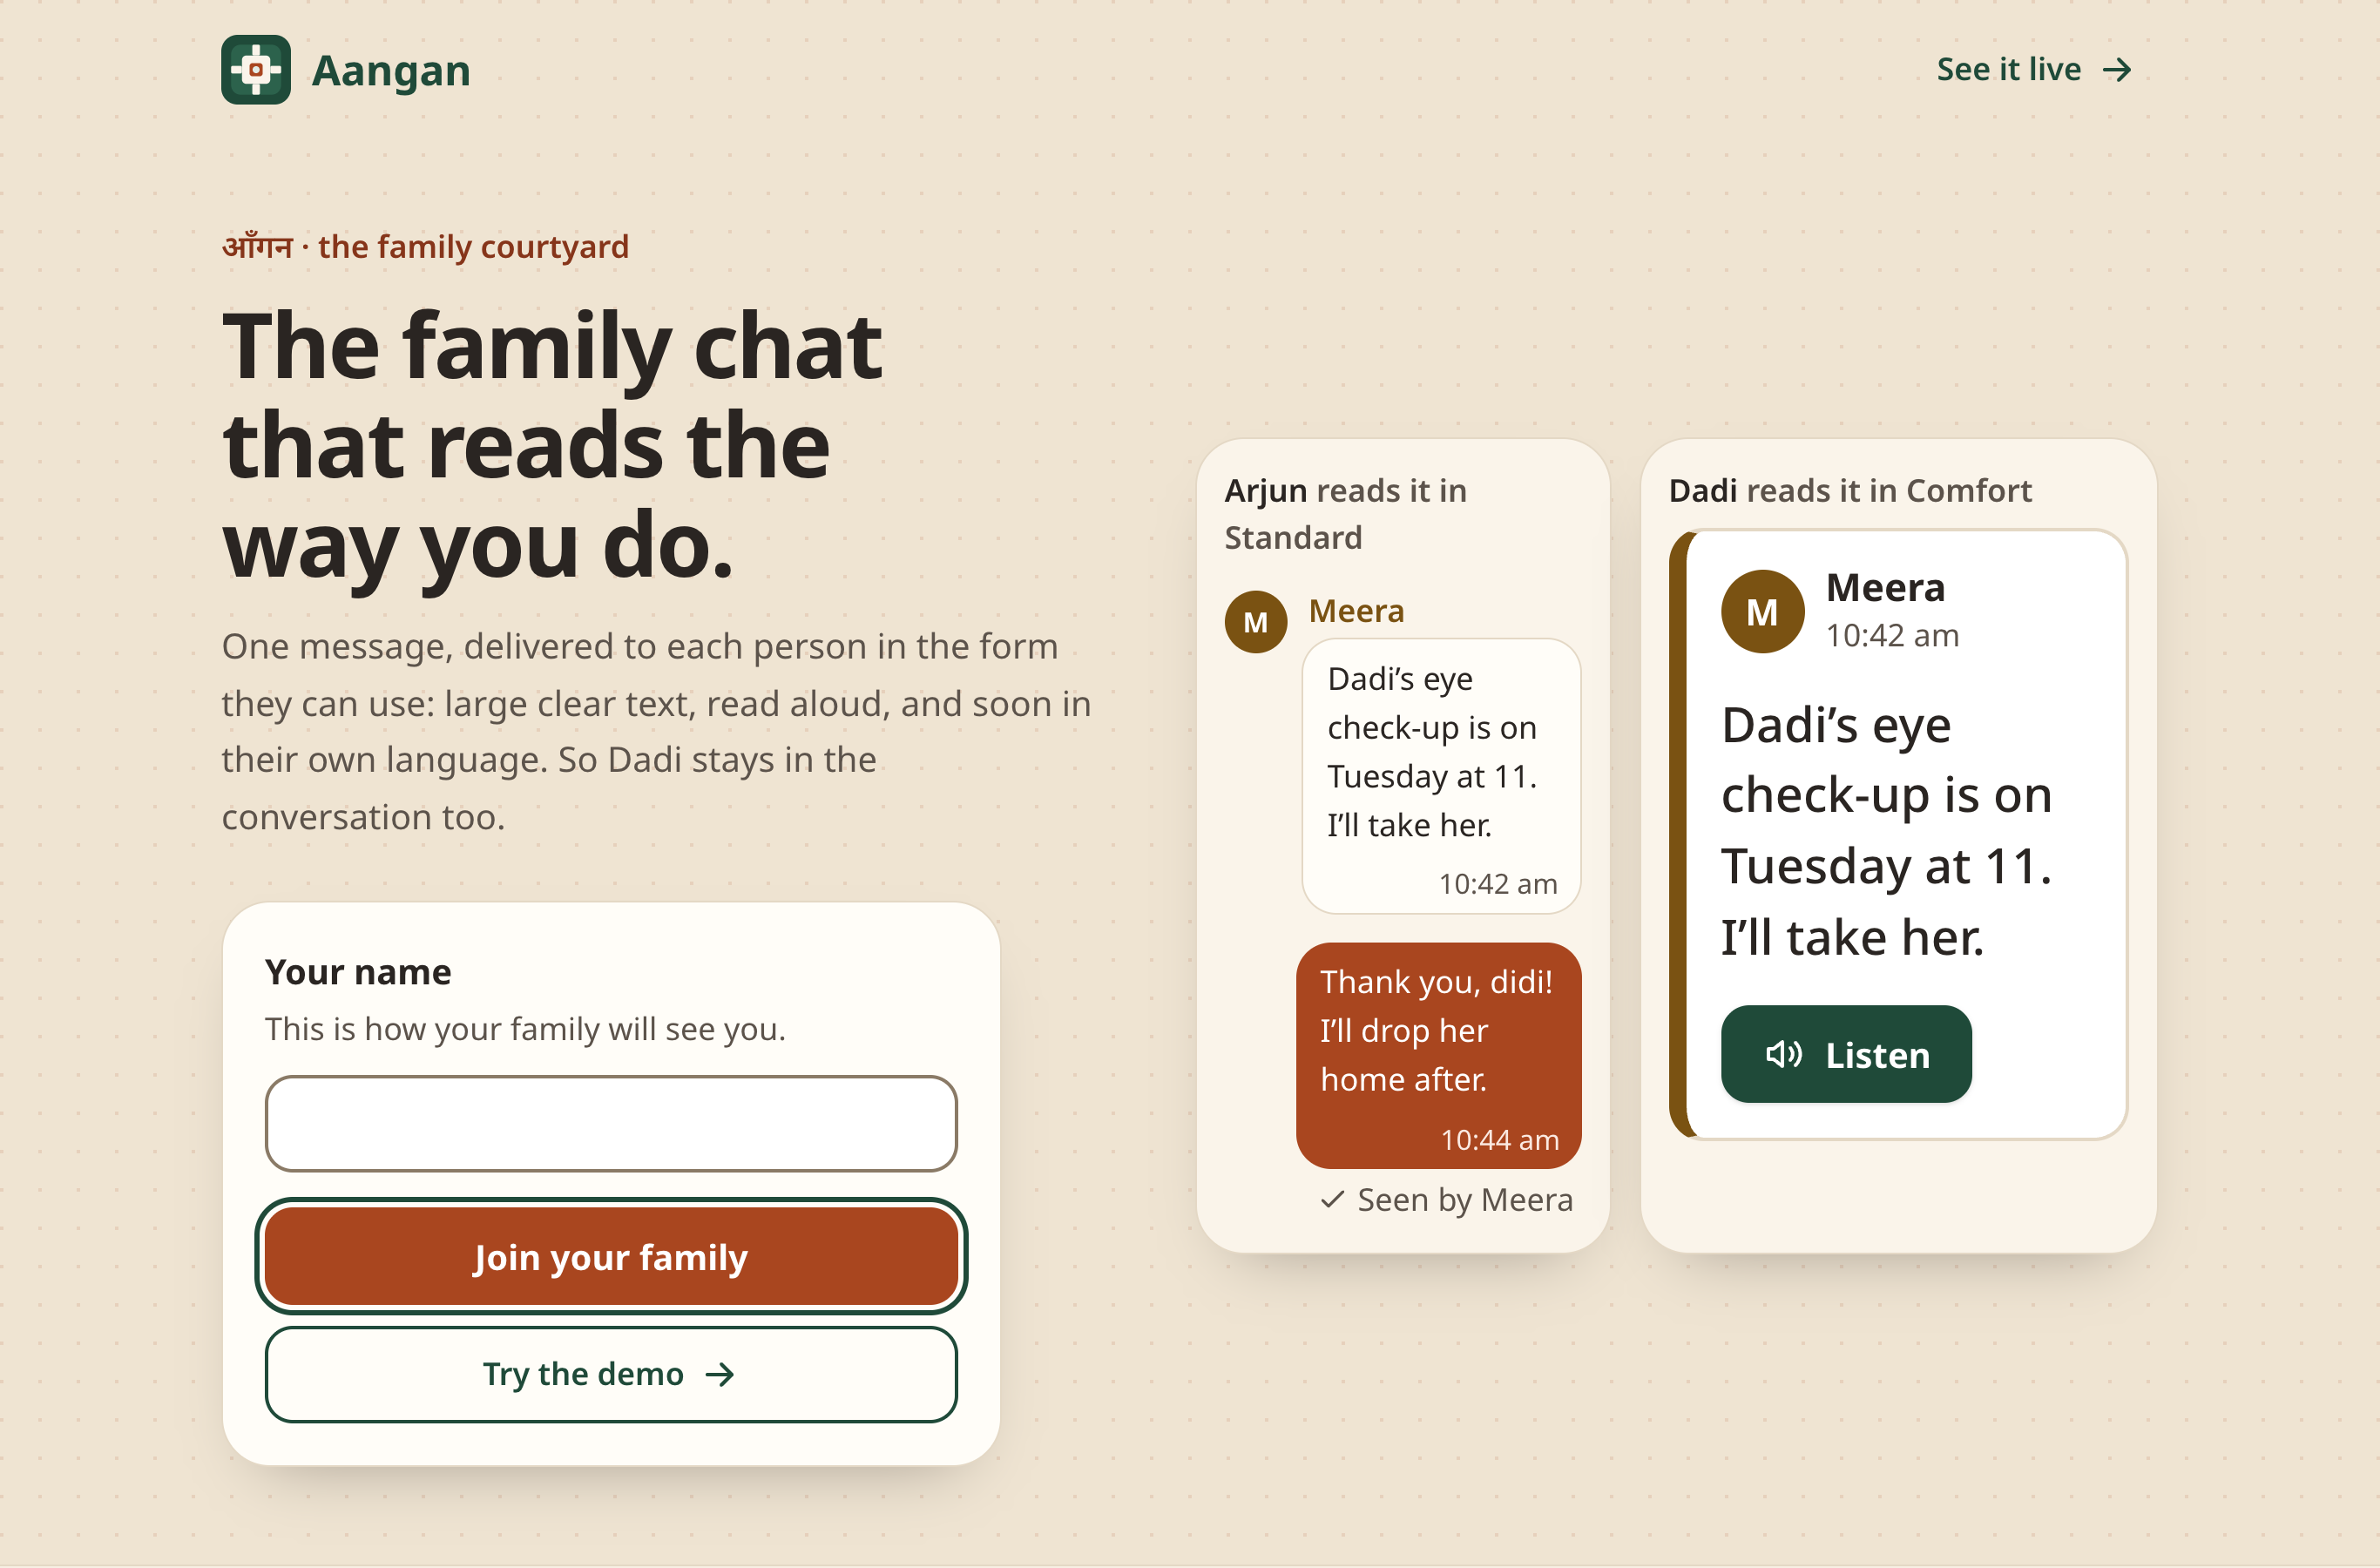 Aangan
See it live
आँगन · the family courtyard
The family chat
that reads the
way you do.
One message, delivered to each person in the form
they can use: large clear text, read aloud, and soon in
their own language. So Dadi stays in the
conversation too.
Your name
This is how your family will see you.
Join your family
Try the demo
Arjun reads it in
Standard
M
Meera
Dadi’s eye
check-up is on
Tuesday at 11.
I’ll take her.
10:42 am
Thank you, didi!
I’ll drop her
home after.
10:44 am
Seen by Meera
Dadi reads it in Comfort
M
Meera
10:42 am
Dadi’s eye
check-up is on
Tuesday at 11.
I’ll take her.
Listen